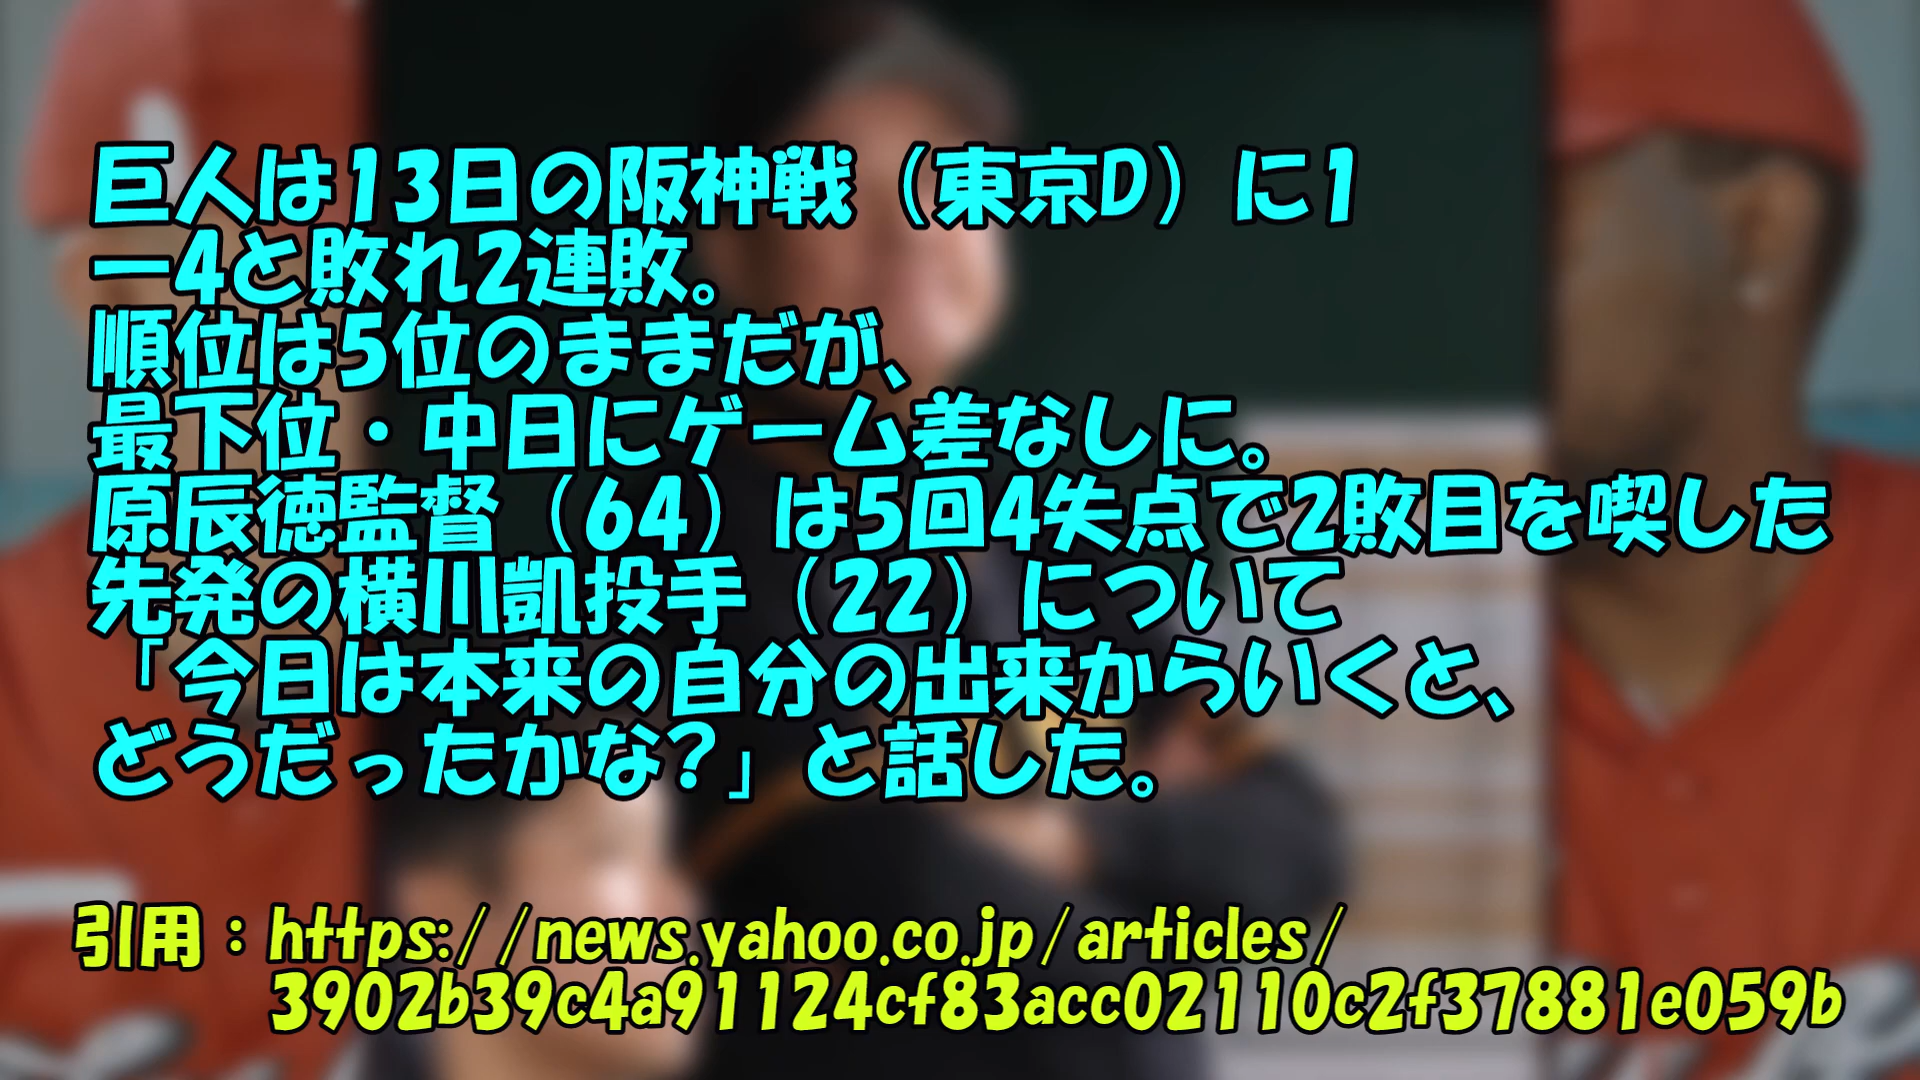 巨人は13日の阪神戦（東京D）に1
―4と敗れ2連敗。
順位は5位のままだが、
最下位・中日にゲーム差なしに。
原辰徳監督（64）は5回4失点で2敗目を喫した
先発の横川凱投手（22）について
「今日は本来の自分の出来からいくと、
どうだったかな？」と話した。
引用：https://news.yahoo.co.jp/articles/
3902b39c4a91124cf83acc02110c2f37881e059b